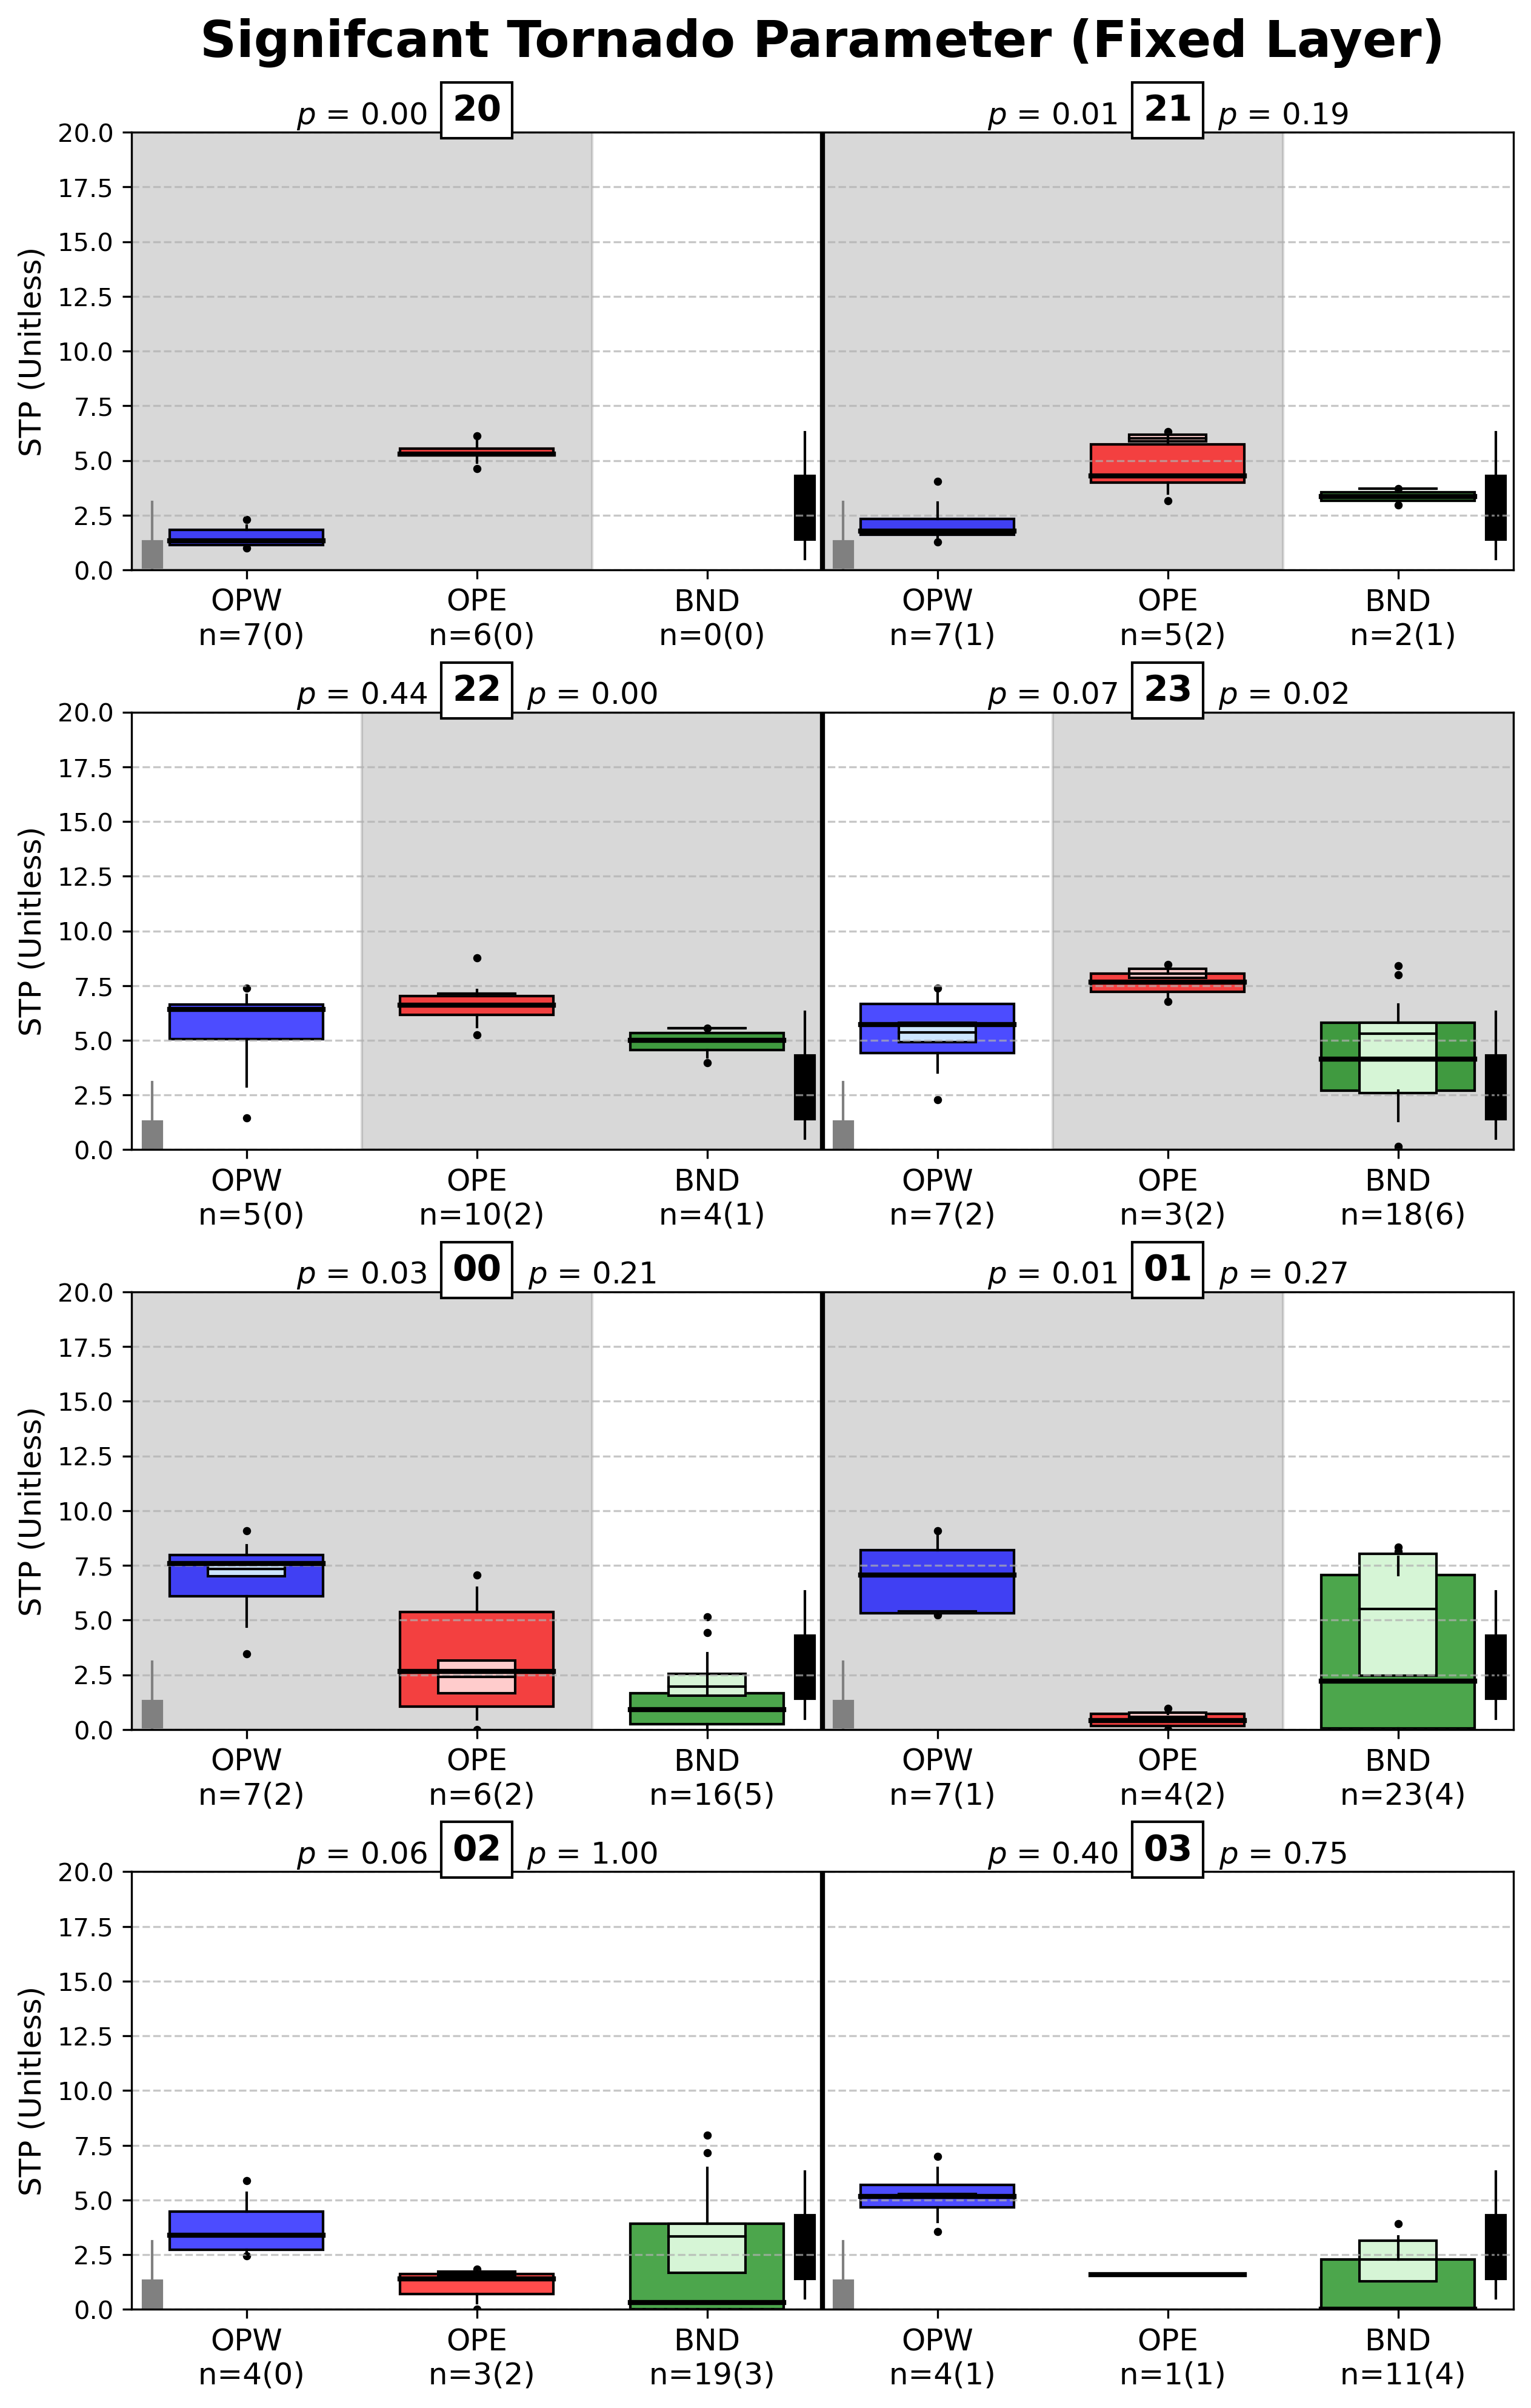 Signifcant Tornado Parameter (Fixed Layer)
p = 0.00 20
p = 0.01 21 p = 0.19
20.0
17.5
15.0
12.5
10.0
7.5
5.0
2.5
0.0
STP (Unitless)
OPW OPE BND OPW OPE BND
n=7(0) n=6(0) n=0(0) n=7(1) n=5(2) n=2(1)
p = 0.44 22 p = 0.00
p = 0.07 23 p = 0.02
20.0
17.5
15.0
12.5
10.0
7.5
5.0
2.5
0.0
STP (Unitless)
OPW OPE BND OPW OPE BND
n=5(0) n=10(2) n=4(1) n=7(2) n=3(2) n=18(6)
p = 0.03 00 p = 0.21
p = 0.01 01 p = 0.27
20.0
17.5
15.0
12.5
10.0
7.5
5.0
2.5
0.0
STP (Unitless)
OPW OPE BND OPW OPE BND
n=7(2) n=6(2) n=16(5) n=7(1) n=4(2) n=23(4)
p = 0.06 02 p = 1.00
p = 0.40 03 p = 0.75
20.0
17.5
15.0
12.5
10.0
7.5
5.0
2.5
0.0
STP (Unitless)
OPW OPE BND OPW OPE BND
n=4(0) n=3(2) n=19(3) n=4(1) n=1(1) n=11(4)